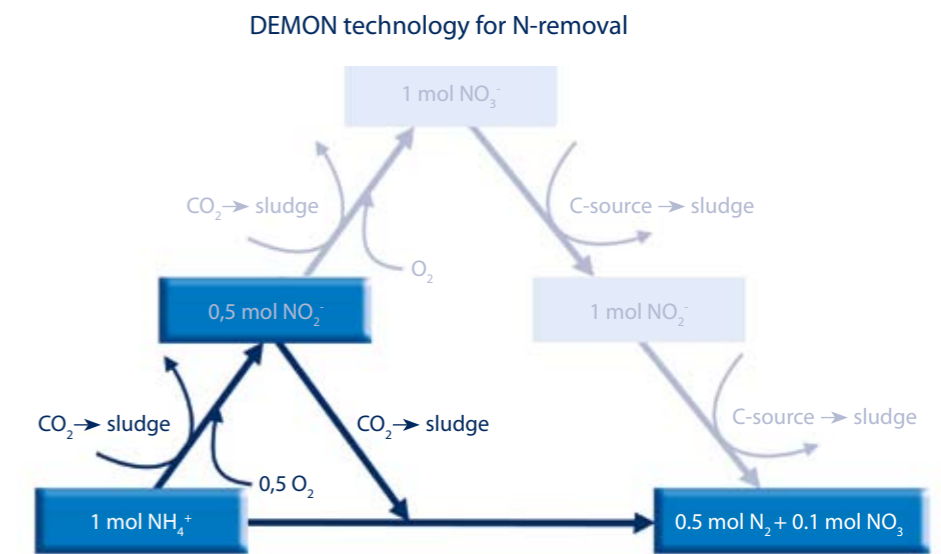 DEMON technology for N-removal
1 mol NO₃⁻
CO₂→ sludge
C-source → sludge
O₂
0,5 mol NO₂⁻
1 mol NO₂⁻
CO₂→ sludge
CO₂→ sludge
C-source → sludge
0,5 O₂
1 mol NH₄⁺
0.5 mol N₂ + 0.1 mol NO₃